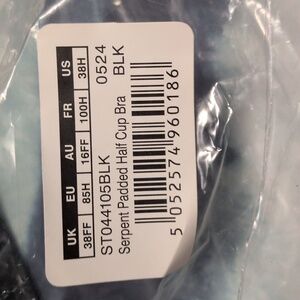 UK EU AU FR US
38FF 85H 16FF 100H 38H
ST044105BLK 0524
Serpent Padded Half Cup Bra BLK
5 052574 960186